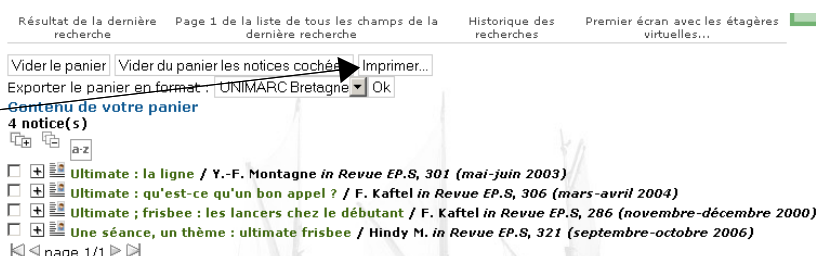 Résultat de la dernière recherche
Page 1 de la liste de tous les champs de la dernière recherche
Historique des recherches
Premier écran avec les étagères virtuelles...
Vider le panier Vider du panier les notices cochées Imprimer...
Exporter le panier en format : UNIMARC Bretagne Ok
Contenu de votre panier
4 notice(s)
a-z
Ultimate : la ligne / Y.-F. Montagne in Revue EP.S, 301 (mai-juin 2003)
Ultimate : qu'est-ce qu'un bon appel ? / F. Kaftel in Revue EP.S, 306 (mars-avril 2004)
Ultimate ; frisbee : les lancers chez le débutant / F. Kaftel in Revue EP.S, 286 (novembre-décembre 2000)
Une séance, un thème : ultimate frisbee / Hindy M. in Revue EP.S, 321 (septembre-octobre 2006)
page 1/1